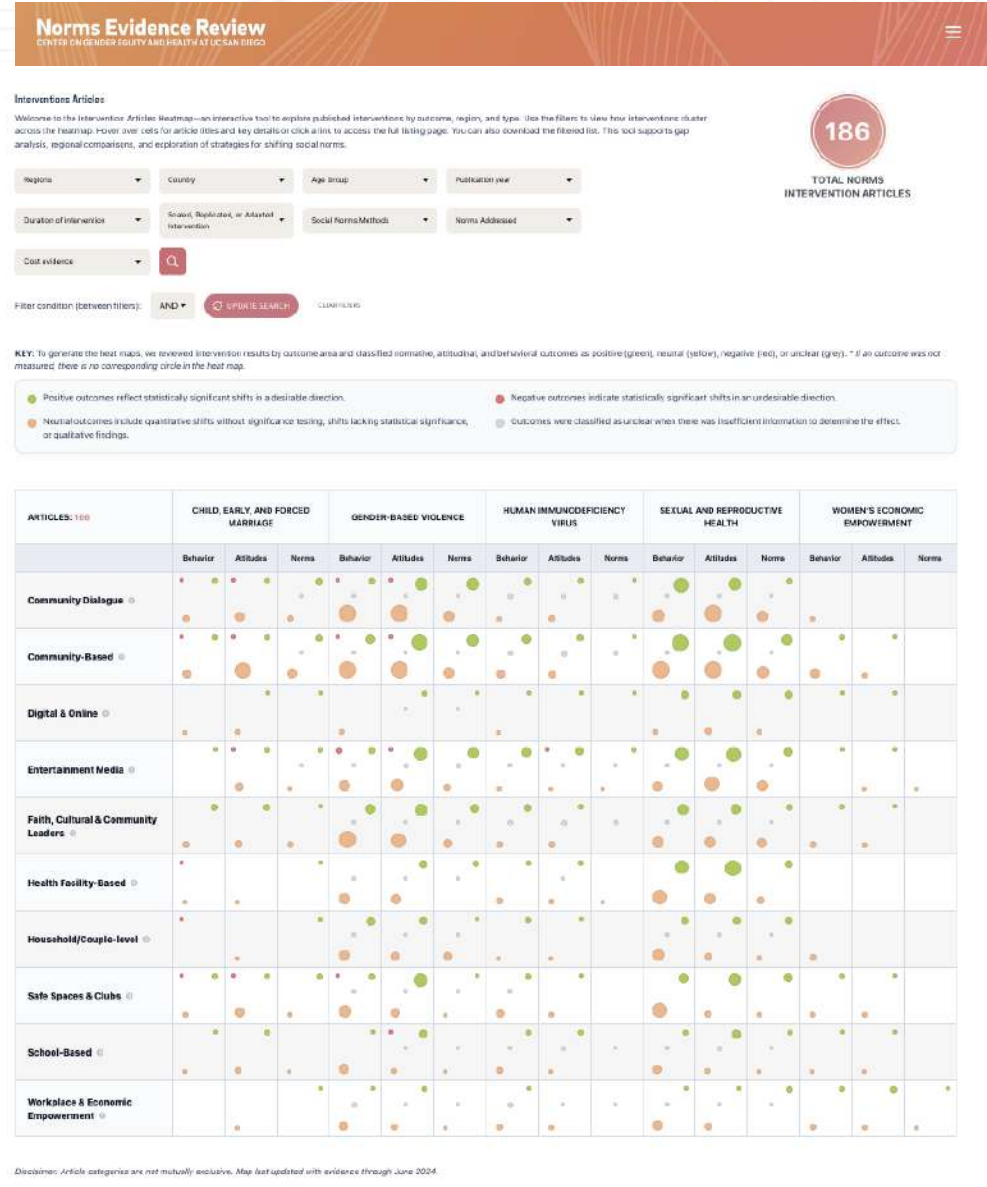 Norms Evidence Review
CENTER ON GENDER EQUITY AND HEALTH AT UC SAN DIEGO
Interventions Articles
Welcome to the Intervention Articles Heatmap—an interactive tool to explore published interventions by outcome, region, and type. Use the filters to view how interventions cluster
across the heatmap. Hover over cells for article titles and key details or click a link to access the full listing page. You can also download the filtered list. This tool supports gap
analysis, regional comparisons, and exploration of strategies for shifting social norms.
186
TOTAL NORMS
INTERVENTION ARTICLES
Regions
Country
Age Group
Publication year
Duration of intervention
Scaled, Replicated, or Adapted
Intervention
Social Norms Methods
Norms Addressed
Cost evidence
Filter condition (between filters):
AND
UPDATE SEARCH
CLEAR FILTERS
KEY: To generate the heat maps, we reviewed intervention results by outcome area and classified normative, attitudinal, and behavioral outcomes as positive (green), neutral (yellow), negative (red), or unclear (grey). * If an outcome was not
measured, there is no corresponding circle in the heat map.
Positive outcomes reflect statistically significant shifts in a desirable direction.
Negative outcomes indicate statistically significant shifts in an undesirable direction.
Neutral outcomes include quantitative shifts without significance testing, shifts lacking statistical significance,
or qualitative findings.
Outcomes were classified as unclear when there was insufficient information to determine the effect.
ARTICLES: 186
CHILD, EARLY, AND FORCED
MARRIAGE
GENDER-BASED VIOLENCE
HUMAN IMMUNODEFICIENCY
VIRUS
SEXUAL AND REPRODUCTIVE
HEALTH
WOMEN'S ECONOMIC
EMPOWERMENT
Behavior Attitudes Norms Behavior Attitudes Norms Behavior Attitudes Norms Behavior Attitudes Norms Behavior Attitudes Norms
Community Dialogue
Community-Based
Digital & Online
Entertainment Media
Faith, Cultural & Community
Leaders
Health Facility-Based
Household/Couple-level
Safe Spaces & Clubs
School-Based
Workplace & Economic
Empowerment
Disclaimer: Article categories are not mutually exclusive. Map last updated with evidence through June 2024.